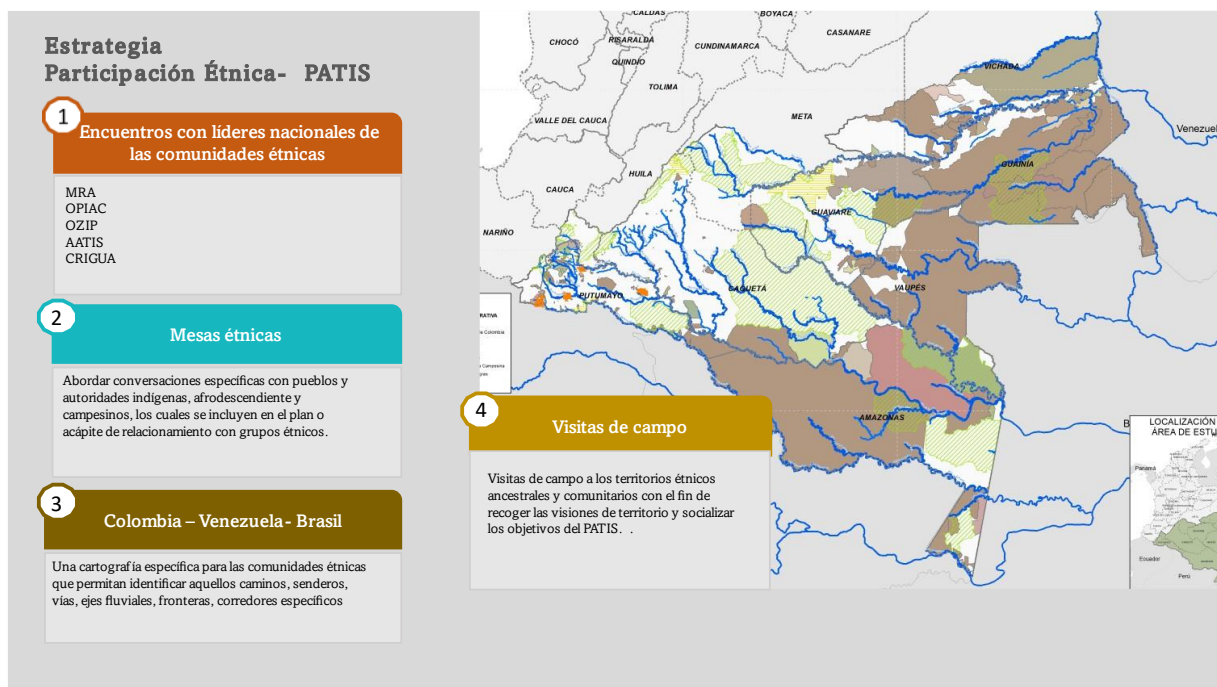 Estrategia
Participación Étnica- PATIS
1
Encuentros con líderes nacionales de
las comunidades étnicas
MRA
OPIAC
OZIP
AATIS
CRIGUA
2
Mesas étnicas
Abordar conversaciones específicas con pueblos y
autoridades indígenas, afrodescendiente y
campesinos, los cuales se incluyen en el plan o
acápite de relacionamiento con grupos étnicos.
3
Colombia – Venezuela- Brasil
Una cartografía específica para las comunidades étnicas
que permitan identificar aquellos caminos, senderos,
vías, ejes fluviales, fronteras, corredores específicos
4
Visitas de campo
Visitas de campo a los territorios étnicos
ancestrales y comunitarios con el fin de
recoger las visiones de territorio y socializar
los objetivos del PATIS. .
CALDAS
BOYACA
CHOCÓ
RISARALDA
CUNDINAMARCA
CASANARE
QUINDIO
TOLIMA
VICHADA
VALLE DEL CAUCA
META
Venezuel
HUILA
GUAINÍA
CAUCA
GUAVIARE
NARIÑO
PUTUMAYO
CAQUETÁ
VAUPÉS
AMAZONAS
B
LOCALIZACIÓN
ÁREA DE ESTU
Panamá
Ecuador
Perú